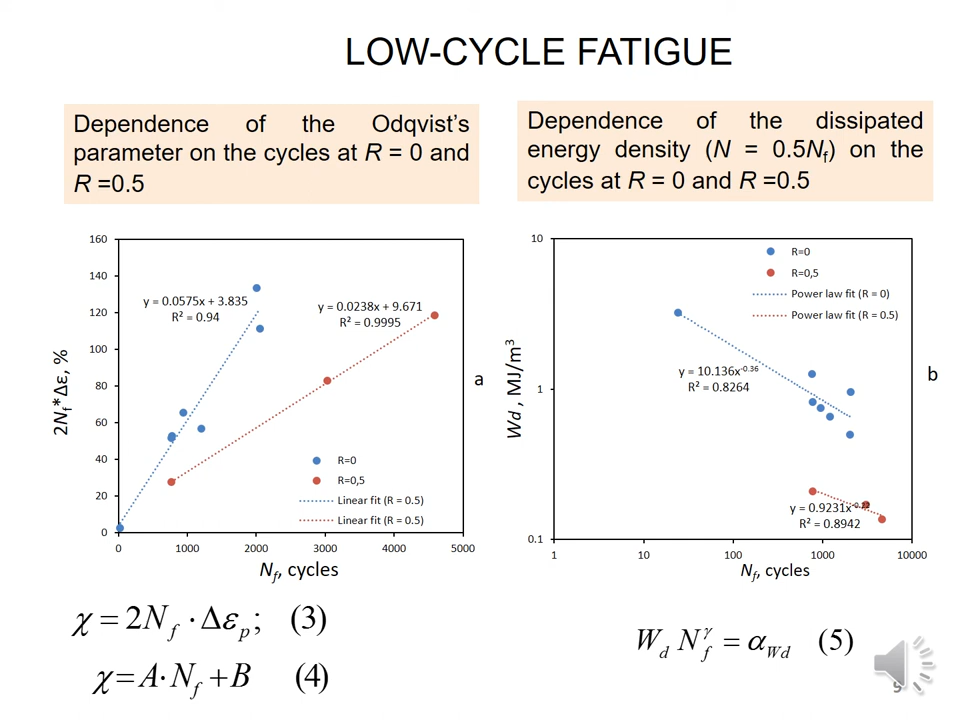 LOW-CYCLE FATIGUE
Dependence of the Odqvist's
parameter on the cycles at R = 0 and
R =0.5
Dependence of the dissipated
energy density (N = 0.5Nf) on the
cycles at R = 0 and R =0.5
160
140
120
100
80
60
40
20
0
0 1000 2000 3000 4000 5000
2Nf*Δε, %
Nf, cycles
y = 0.0575x + 3.835
R² = 0.94
y = 0.0238x + 9.671
R² = 0.9995
R=0
R=0,5
Linear fit (R = 0.5)
Linear fit (R = 0.5)
a
10
1
0.1
1 10 100 1000 10000
Wd, MJ/m³
Nf, cycles
R=0
R=0,5
Power law fit (R = 0)
Power law fit (R = 0.5)
y = 10.136x^-0.36
R² = 0.8264
y = 0.9231x^-0.22
R² = 0.8942
b
χ = 2Nf · Δεp; (3)
χ= A· Nf + B (4)
Wd Nf^γ = αWd (5)
9